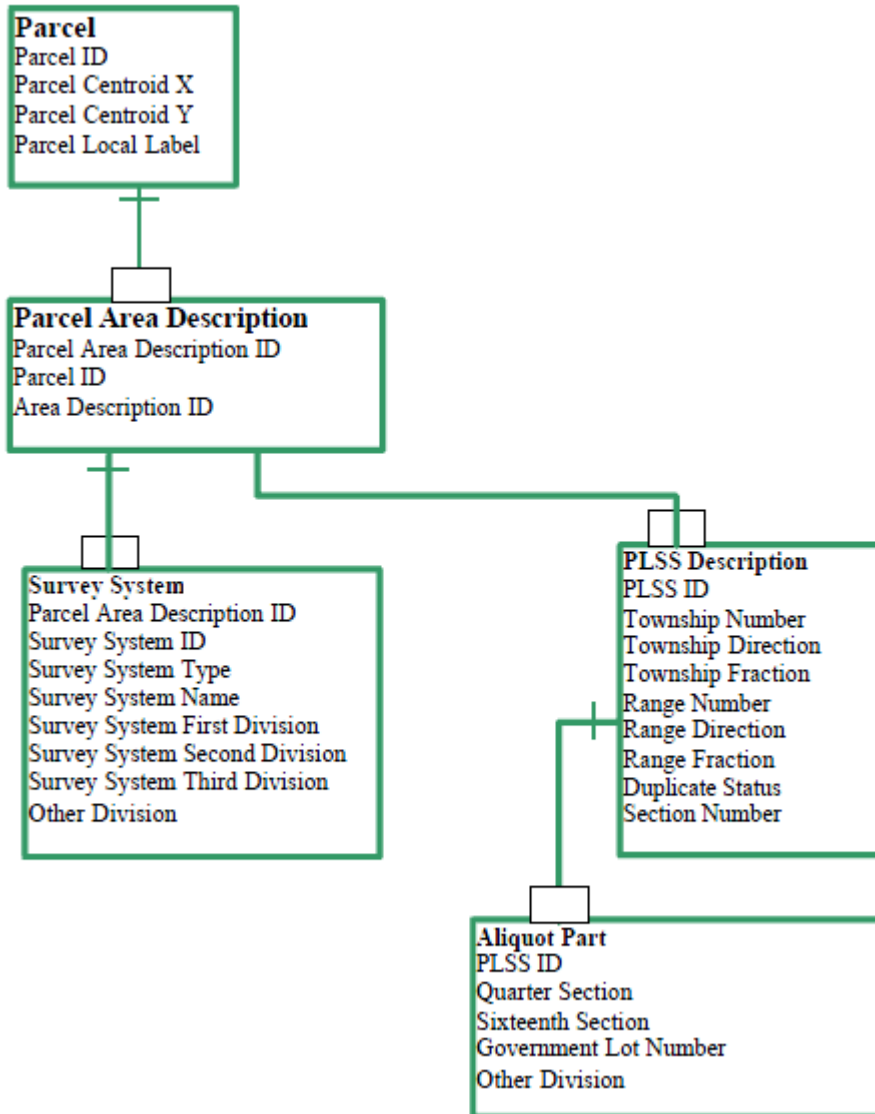 Parcel
Parcel ID
Parcel Centroid X
Parcel Centroid Y
Parcel Local Label
Parcel Area Description
Parcel Area Description ID
Parcel ID
Area Description ID
Survey System
Parcel Area Description ID
Survey System ID
Survey System Type
Survey System Name
Survey System First Division
Survey System Second Division
Survey System Third Division
Other Division
PLSS Description
PLSS ID
Township Number
Township Direction
Township Fraction
Range Number
Range Direction
Range Fraction
Duplicate Status
Section Number
Aliquot Part
PLSS ID
Quarter Section
Sixteenth Section
Government Lot Number
Other Division